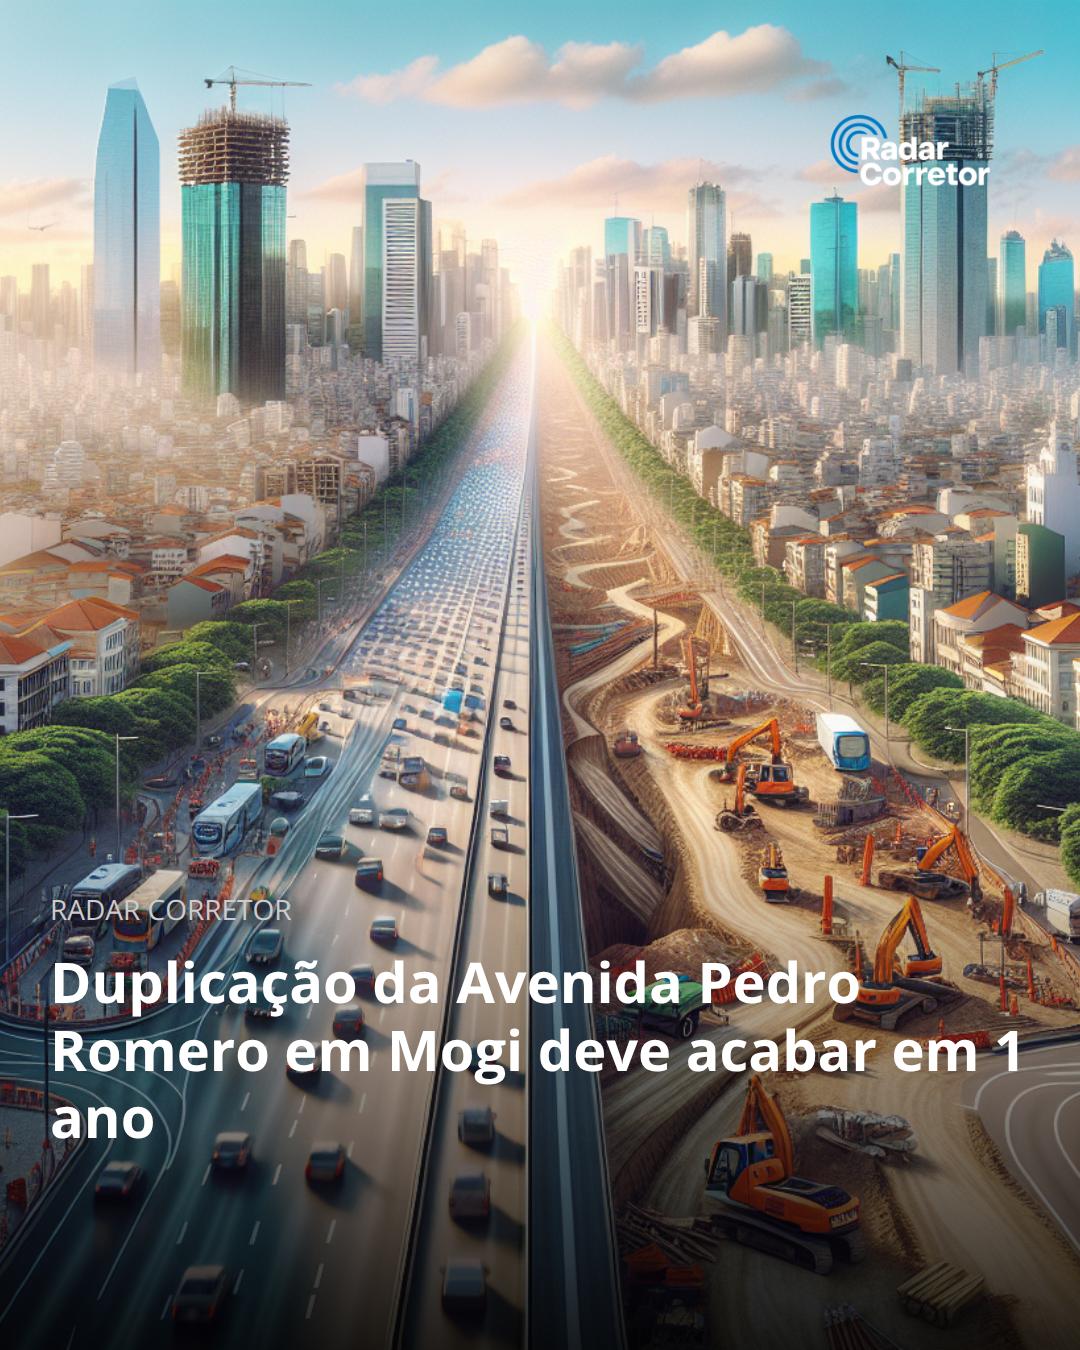 Radar
Corretor
RADAR CORRETOR
Duplicação da Avenida Pedro
Romero em Mogi deve acabar em 1
ano